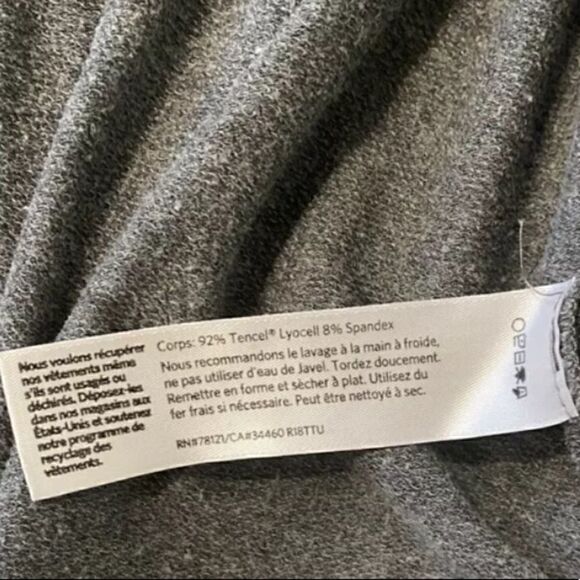 Nous voulons récupérer
nos vêtements même
s'ils sont usagés ou
déchirés. Déposez-les
dans nos magasins aux
États-Unis et soutenez
notre programme de
recyclage des
vêtements.
Corps: 92% Tencel® Lyocell 8% Spandex
Nous recommandons le lavage à la main à froide,
ne pas utiliser d'eau de Javel. Tordez doucement.
Remettre en forme et sècher à plat. Utilisez du
fer frais si nécessaire. Peut être nettoyé à sec.
RN#78121/CA#34460 R18TTU